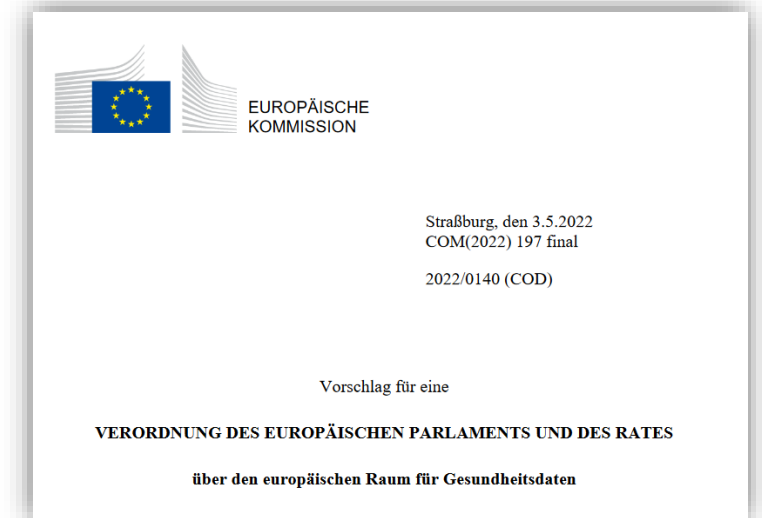 EUROPÄISCHE
KOMMISSION
Straßburg, den 3.5.2022
COM(2022) 197 final
2022/0140 (COD)
Vorschlag für eine
VERORDNUNG DES EUROPÄISCHEN PARLAMENTS UND DES RATES
über den europäischen Raum für Gesundheitsdaten